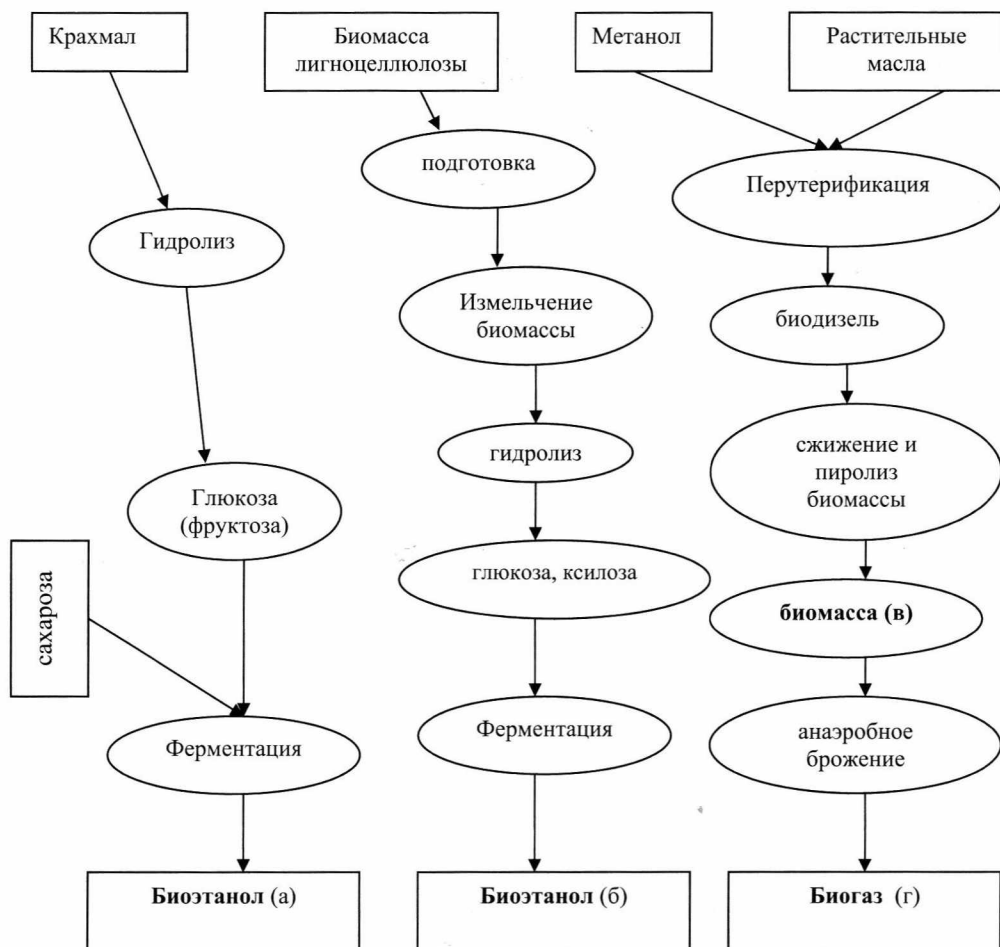 Крахмал
Биомасса
лигноцеллюлозы
Метанол
Растительные
масла
подготовка
Перутерификация
Гидролиз
Измельчение
биомассы
биодизель
гидролиз
сжижение и
пиролиз
биомассы
Глюкоза
(фруктоза)
сахароза
глюкоза, ксилоза
биомасса (в)
Ферментация
Ферментация
анаэробное
брожение
Биоэтанол (а)
Биоэтанол (б)
Биогаз (г)